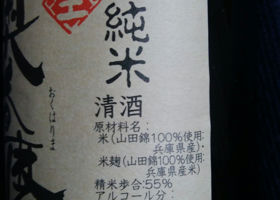 純米
清酒
原材料名:
米(山田錦100%使用:
兵庫県産)・
米麹(山田錦100%使用:
兵庫県産米)
精米歩合:55%
アルコール分:
おくはりま